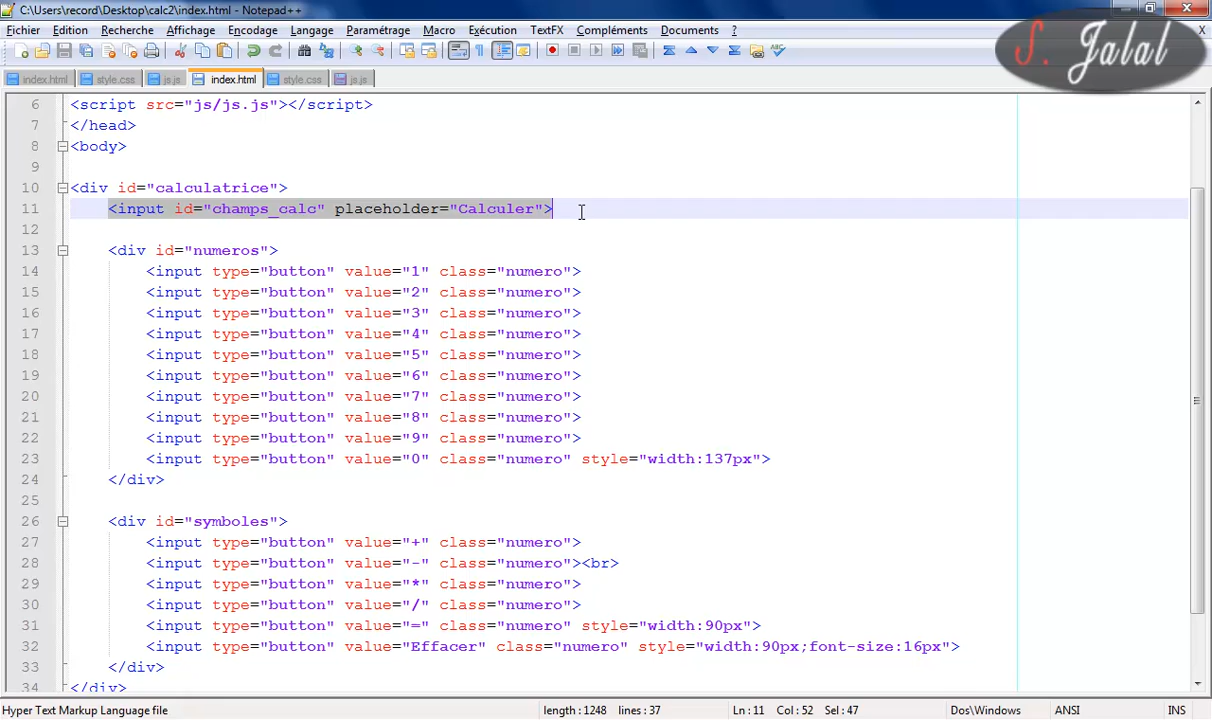 C:\Users\record\Desktop\calc2\index.html - Notepad++
Fichier Edition Recherche Affichage Encodage Langage Paramétrage Macro Exécution TextFX Compléments Documents ? X
S. Jalal
index.html style.css js.js index.html style.css js.js
6 <script src="js/js.js"></script>
7 </head>
8 <body>
9
10 <div id="calculatrice">
11 <input id="champs_calc" placeholder="Calculer">
12
13 <div id="numeros">
14 <input type="button" value="1" class="numero">
15 <input type="button" value="2" class="numero">
16 <input type="button" value="3" class="numero">
17 <input type="button" value="4" class="numero">
18 <input type="button" value="5" class="numero">
19 <input type="button" value="6" class="numero">
20 <input type="button" value="7" class="numero">
21 <input type="button" value="8" class="numero">
22 <input type="button" value="9" class="numero">
23 <input type="button" value="0" class="numero" style="width:137px">
24 </div>
25
26 <div id="symboles">
27 <input type="button" value="+" class="numero">
28 <input type="button" value="-" class="numero"><br>
29 <input type="button" value="*" class="numero">
30 <input type="button" value="/" class="numero">
31 <input type="button" value="=" class="numero" style="width:90px">
32 <input type="button" value="Effacer" class="numero" style="width:90px;font-size:16px">
33 </div>
34 </div>
Hyper Text Markup Language file length : 1248 lines : 37 Ln : 11 Col : 52 Sel : 47 Dos\Windows ANSI INS